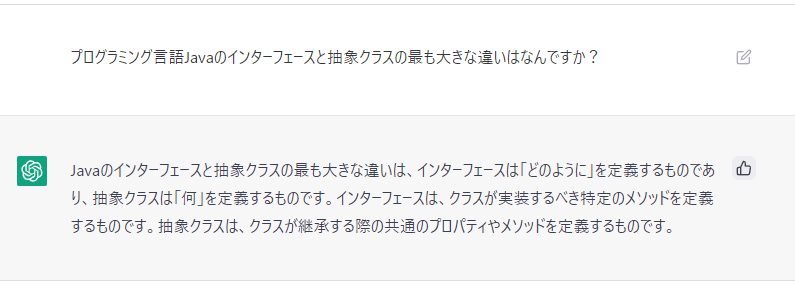 プログラミング言語Javaのインターフェースと抽象クラスの最も大きな違いはなんですか？
Javaのインターフェースと抽象クラスの最も大きな違いは、インターフェースは「どのように」を定義するものであ
り、抽象クラスは「何」を定義するものです。インターフェースは、クラスが実装するべき特定のメソッドを定義
するものです。抽象クラスは、クラスが継承する際の共通のプロパティやメソッドを定義するものです。